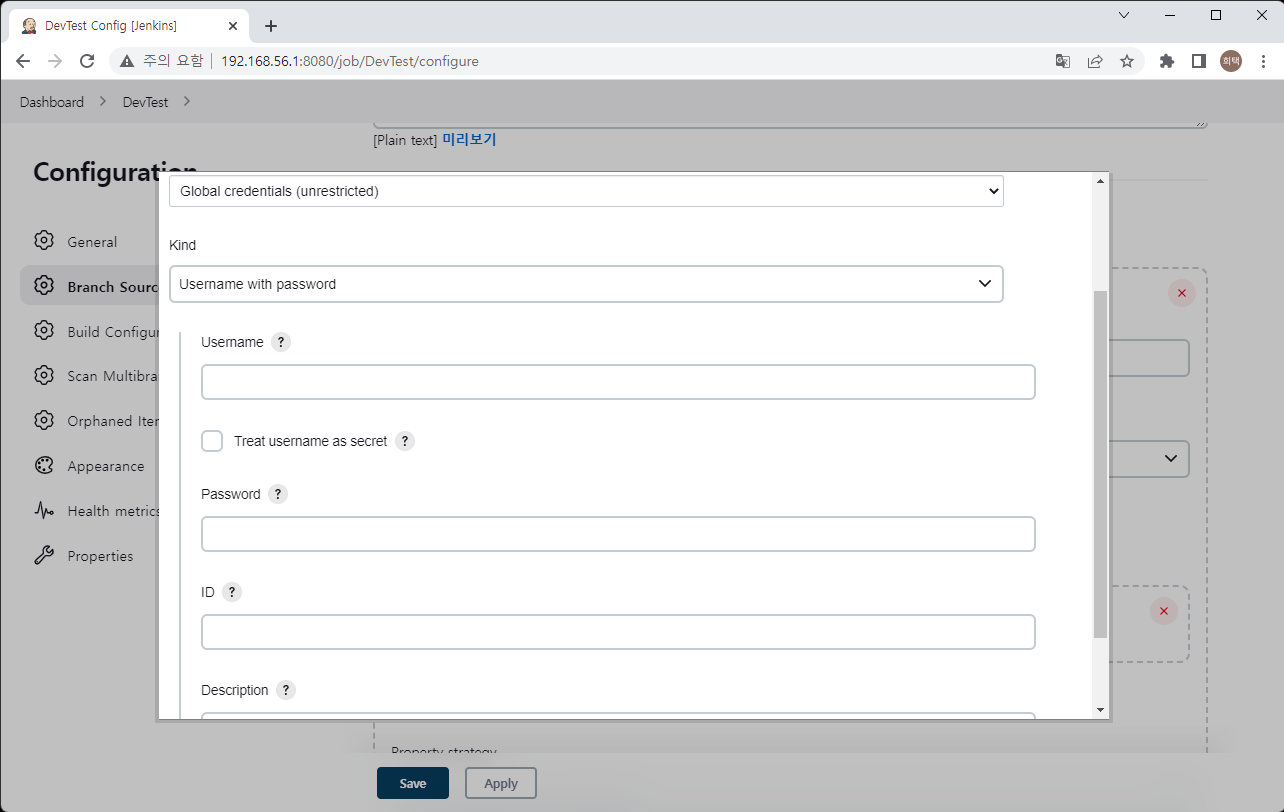 DevTest Config [Jenkins]
주의 요함
192.168.56.1:8080/job/DevTest/configure
희택
Dashboard
DevTest
[Plain text] 미리보기
Configuration
General
Branch Sourc
Build Configur
Scan Multibra
Orphaned Iter
Appearance
Health metrics
Properties
Global credentials (unrestricted)
Kind
Username with password
Username ?
Treat username as secret ?
Password ?
ID ?
Description ?
Property strategy
Save
Apply